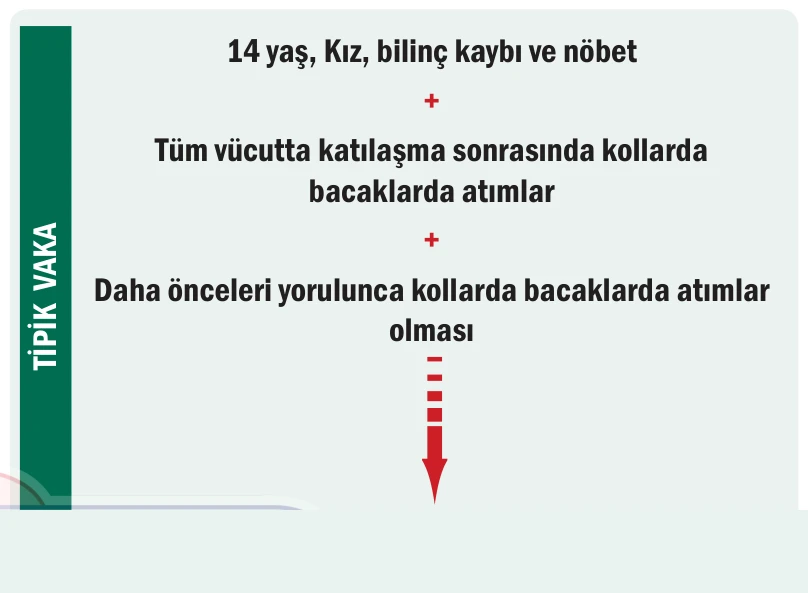 TİPİK VAKA
14 yaş, Kız, bilinç kaybı ve nöbet
+
Tüm vücutta katılaşma sonrasında kollarda
bacaklarda atımlar
+
Daha önceleri yorulunca kollarda bacaklarda atımlar
olması